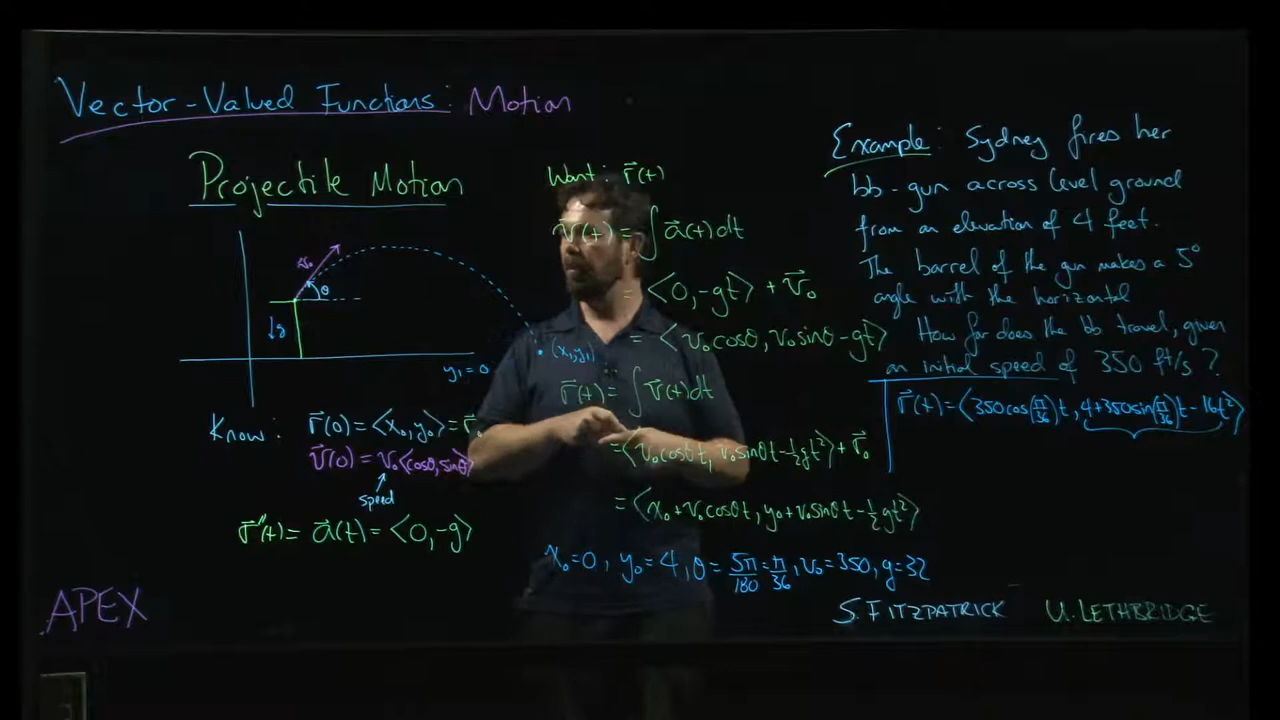 Vector-Valued Functions: Motion
Projectile Motion
v₀
θ
↓g
(x₁,y₁)
y₁=0
Know: r⃗(0) = ⟨x₀,y₀⟩ = r⃗₀
v⃗(0) = v₀⟨cosθ, sinθ⟩
speed
r⃗''(t) = a⃗(t) = ⟨0,-g⟩
APEX
Want: r⃗(t)
v⃗(t) = ∫ a⃗(t) dt
= ⟨0,-gt⟩ + v⃗₀
= ⟨v₀cosθ, v₀sinθ-gt⟩
r⃗(t) = ∫ v⃗(t) dt
= ⟨v₀cosθt, v₀sinθt-½gt²⟩ + r⃗₀
= ⟨x₀+v₀cosθt, y₀+v₀sinθt-½gt²⟩
x₀=0, y₀=4, θ = 5π/180 = π/36, v₀=350, g=32
Example: Sydney fires her
bb-gun across level ground
from an elevation of 4 feet.
The barrel of the gun makes a 5°
angle with the horizontal
How far does the bb travel, given
an initial speed of 350 ft/s?
r⃗(t) = ⟨350cos(π/36)t, 4+350sin(π/36)t-16t²⟩
S. FITZPATRICK U. LETHBRIDGE